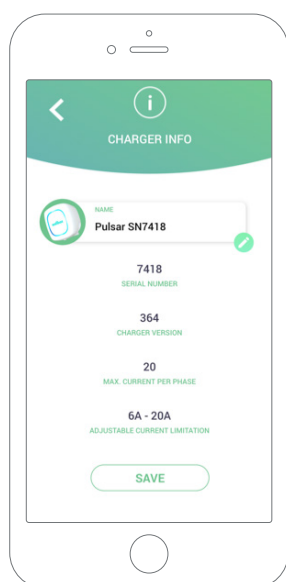 CHARGER INFO
NAME
Pulsar SN7418
7418
SERIAL NUMBER
364
CHARGER VERSION
20
MAX. CURRENT PER PHASE
6A - 20A
ADJUSTABLE CURRENT LIMITATION
SAVE